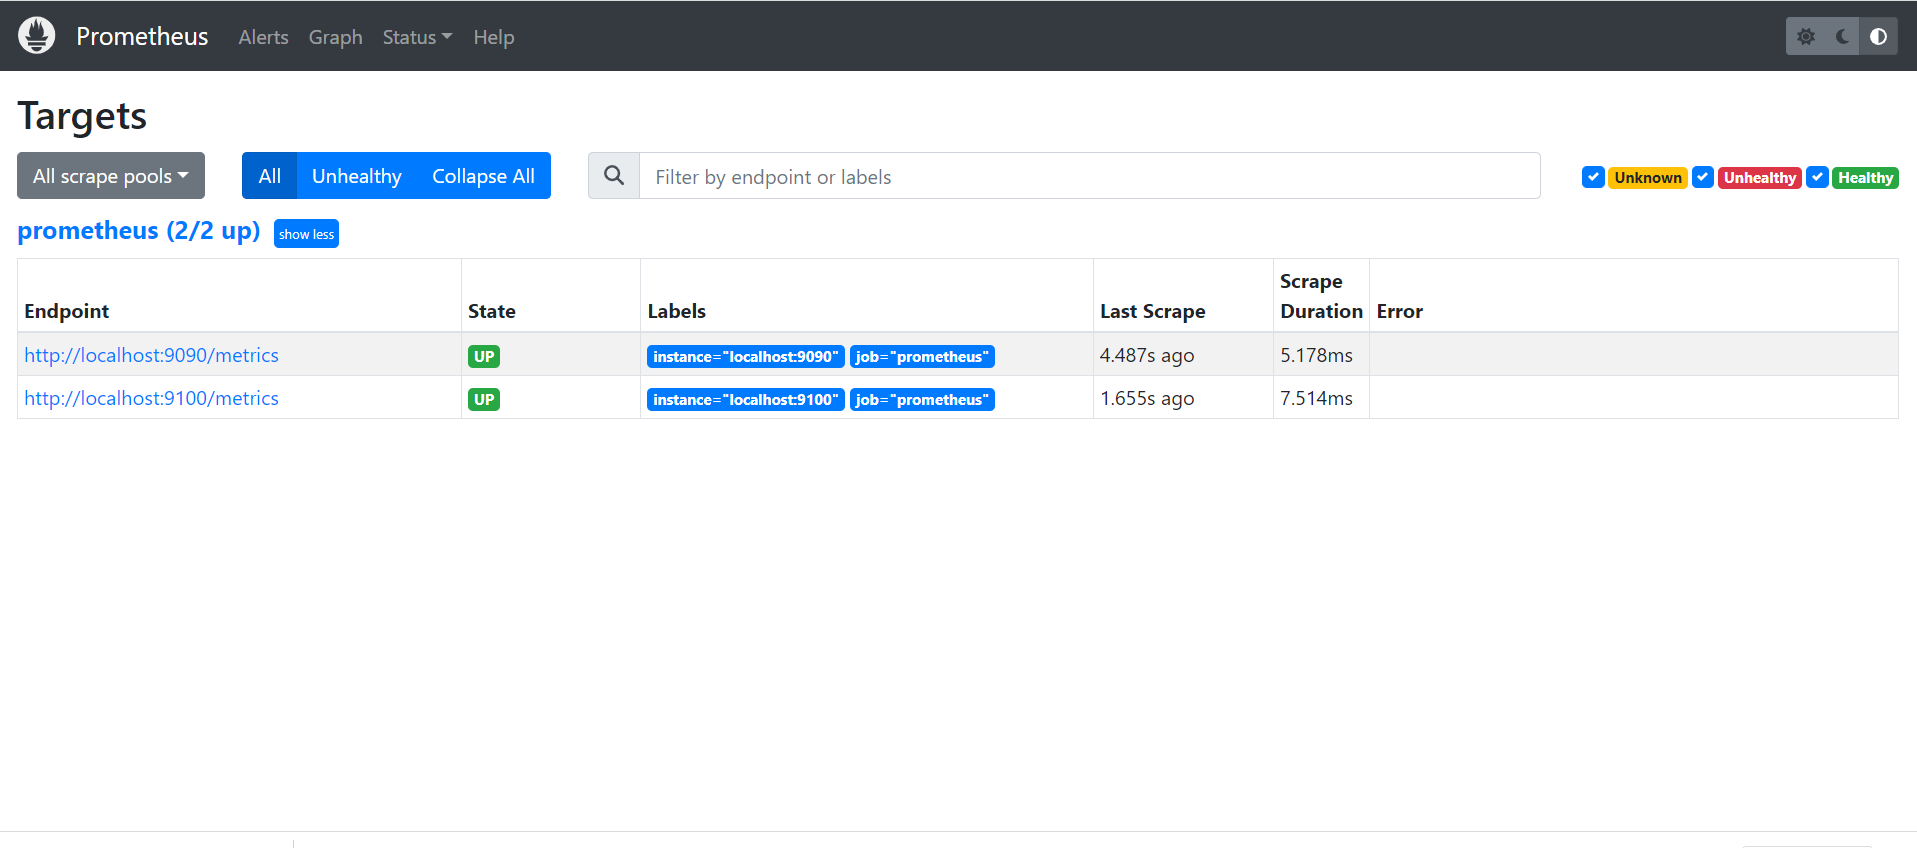 Prometheus Alerts Graph Status Help
Targets
All scrape pools All Unhealthy Collapse All Filter by endpoint or labels Unknown Unhealthy Healthy
prometheus (2/2 up) show less
Endpoint State Labels Last Scrape Scrape Duration Error
http://localhost:9090/metrics UP instance="localhost:9090" job="prometheus" 4.487s ago 5.178ms
http://localhost:9100/metrics UP instance="localhost:9100" job="prometheus" 1.655s ago 7.514ms